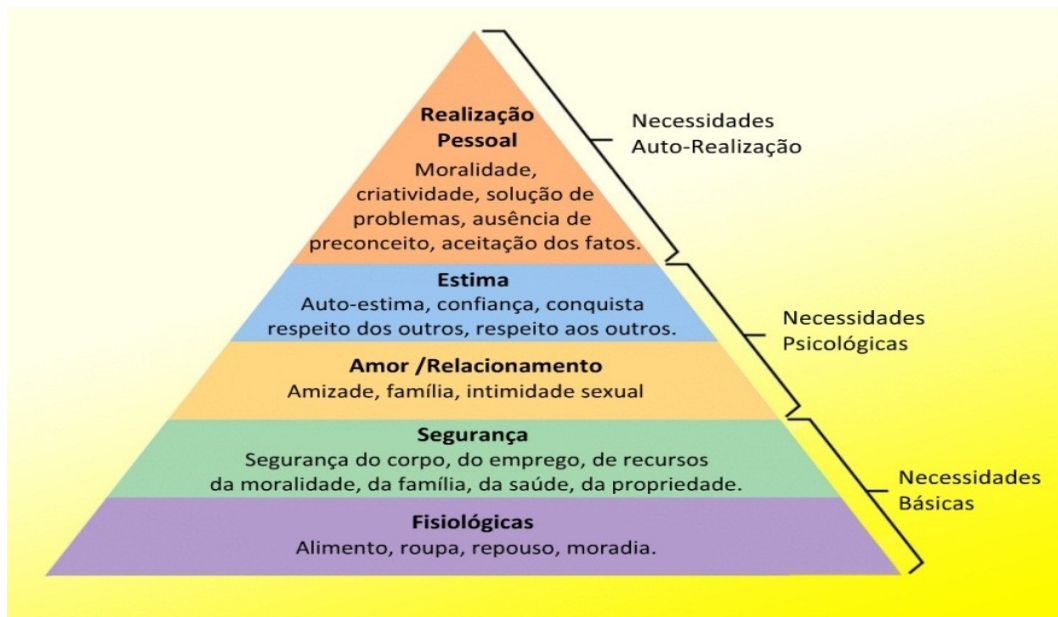 Realização
Pessoal
Moralidade,
criatividade, solução de
problemas, ausência de
preconceito, aceitação dos fatos.
Necessidades
Auto-Realização
Estima
Auto-estima, confiança, conquista
respeito dos outros, respeito aos outros.
Necessidades
Psicológicas
Amor /Relacionamento
Amizade, família, intimidade sexual
Segurança
Segurança do corpo, do emprego, de recursos
da moralidade, da família, da saúde, da propriedade.
Necessidades
Básicas
Fisiológicas
Alimento, roupa, repouso, moradia.